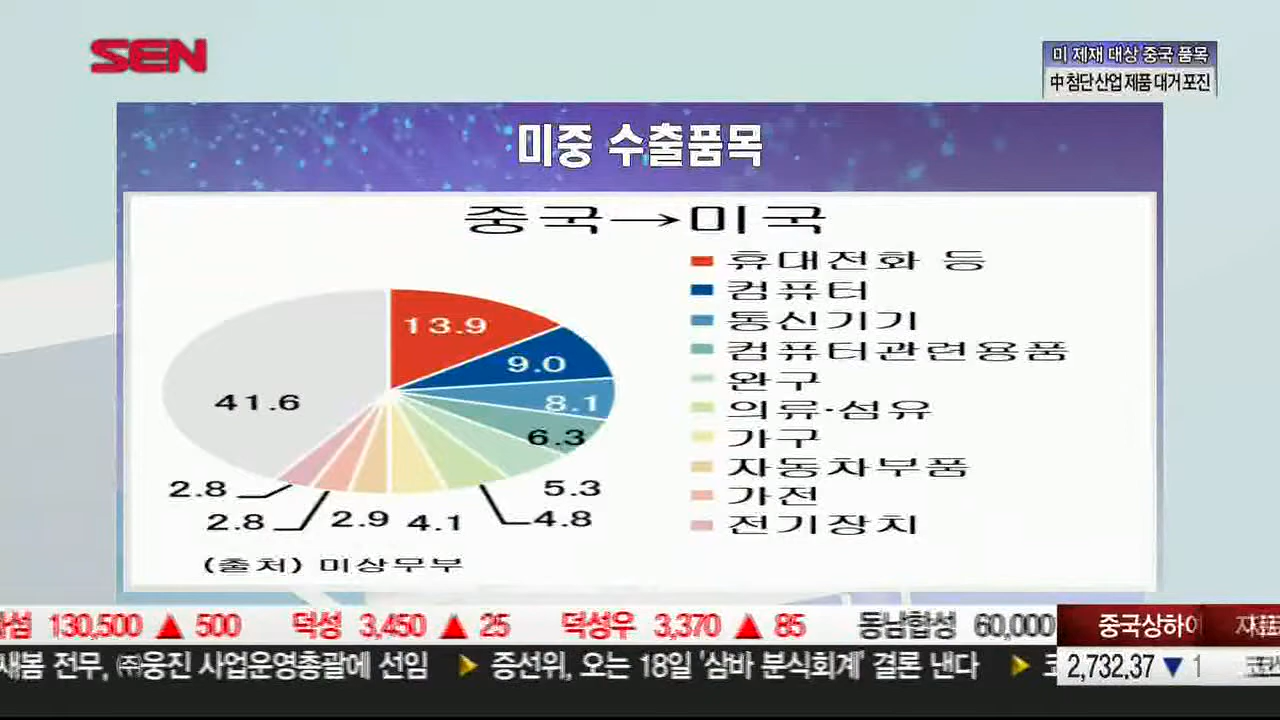 SEN
미 제재 대상 중국 품목
中 첨단 산업 제품 대거 포진
미중 수출품목
중국→미국
휴대전화 등
컴퓨터
통신기기
컴퓨터관련용품
완구
의류·섬유
가구
자동차부품
가전
전기장치
13.9
9.0
8.1
6.3
5.3
4.8
4.1
2.9
2.8
2.8
41.6
(출처) 미상무부
130,500 ▲ 500 덕성 3,450 ▲ 25 덕성우 3,370 ▲ 85 동남합성 60,000
중국상하이
새봄 전무, ㈜웅진 사업운영총괄에 선임 ▶ 증선위, 오는 18일 '삼바 분식회계' 결론 낸다 ▶
2,732.37 ▼ 1